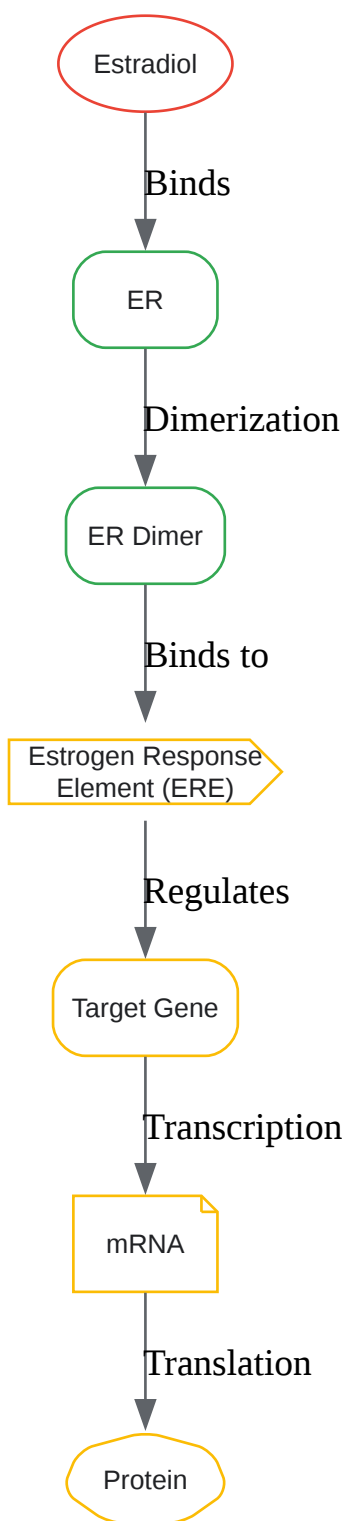 Estradiol
Binds
ER
Dimerization
ER Dimer
Binds to
Estrogen Response
Element (ERE)
Regulates
Target Gene
Transcription
mRNA
Translation
Protein